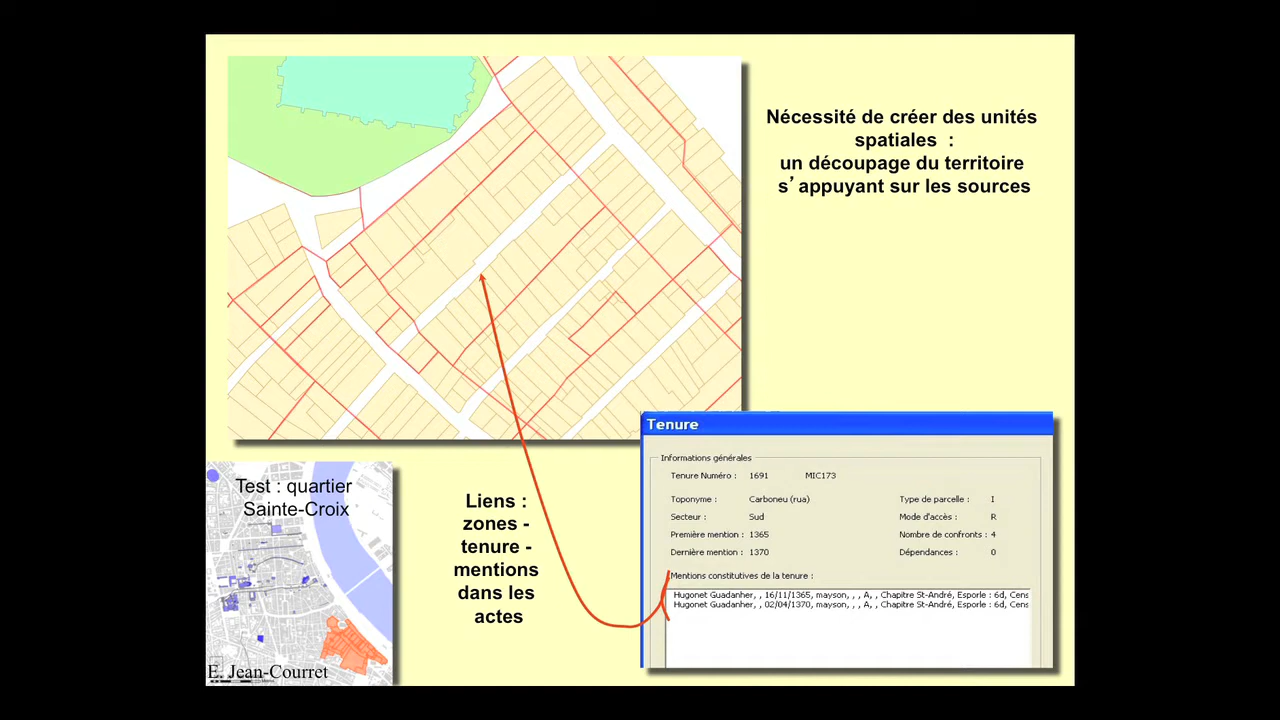 Nécessité de créer des unités
spatiales :
un découpage du territoire
s’appuyant sur les sources
Tenure
Informations générales
Tenure Numéro : 1691 MIC173
Toponyme : Carboneu (rua) Type de parcelle : I
Secteur : Sud Mode d'accès : R
Première mention : 1365 Nombre de confronts : 4
Dernière mention : 1370 Dépendances : 0
Mentions constitutives de la tenure :
Hugonet Guadanher, , 16/11/1365, mayson, , , A, , Chapitre St-André, Esporle : 6d, Cens
Hugonet Guadanher, , 02/04/1370, mayson, , , A, , Chapitre St-André, Esporle : 6d, Cens
Test : quartier
Sainte-Croix
Liens :
zones -
tenure -
mentions
dans les
actes
E. Jean-Courret